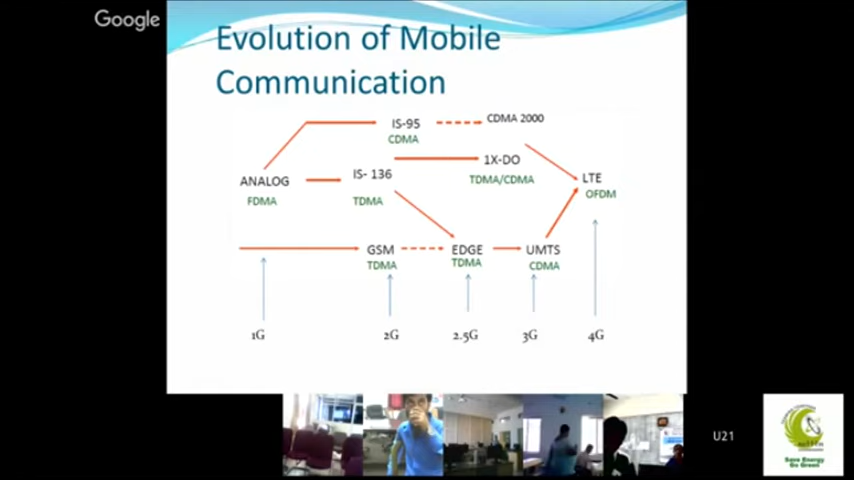 Google
Evolution of Mobile
Communication
IS-95
CDMA
CDMA 2000
1X-DO
TDMA/CDMA
ANALOG
FDMA
IS- 136
TDMA
LTE
OFDM
GSM
TDMA
EDGE
TDMA
UMTS
CDMA
1G
2G
2.5G
3G
4G
U21
Save Energy
Go Green